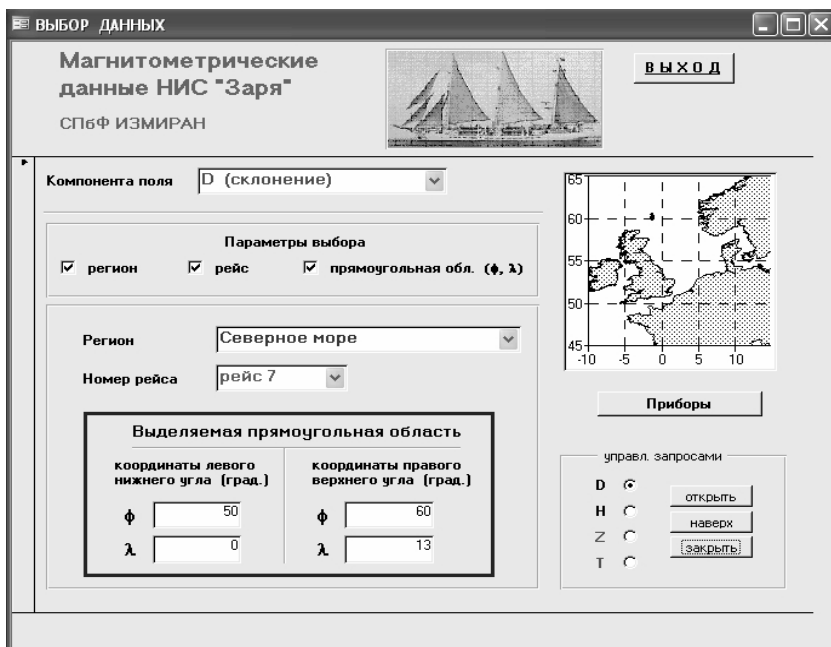 ВЫБОР ДАННЫХ
Магнитометрические
данные НИС "Заря"
СПбФ ИЗМИРАН
ВЫХОД
Компонента поля
D (склонение)
Параметры выбора
регион
рейс
прямоугольная обл. (ϕ, λ)
Регион
Северное море
Номер рейса
рейс 7
Выделяемая прямоугольная область
координаты левого
нижнего угла (град.)
ϕ 50
λ 0
координаты правого
верхнего угла (град.)
ϕ 60
λ 13
65
60
55
50
45
-10 -5 0 5 10
Приборы
управл. запросами
D
H
Z
T
открыть
наверх
закрыть